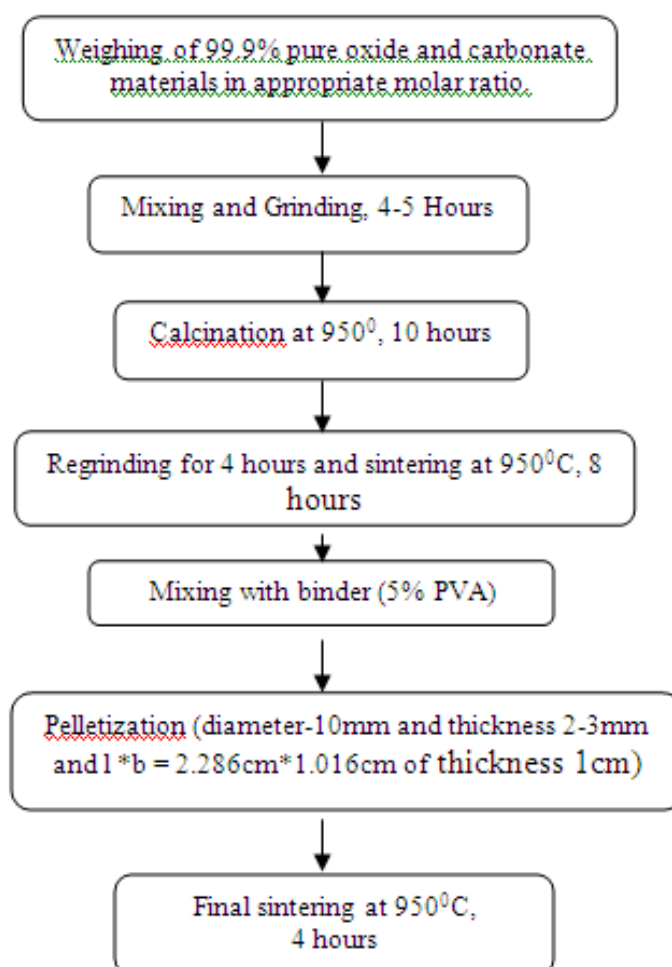 Weighing of 99.9% pure oxide and carbonate
materials in appropriate molar ratio.
Mixing and Grinding, 4-5 Hours
Calcination at 950⁰, 10 hours
Regrinding for 4 hours and sintering at 950⁰C, 8
hours
Mixing with binder (5% PVA)
Pelletization (diameter-10mm and thickness 2-3mm
and l *b = 2.286cm*1.016cm of thickness 1cm)
Final sintering at 950⁰C,
4 hours